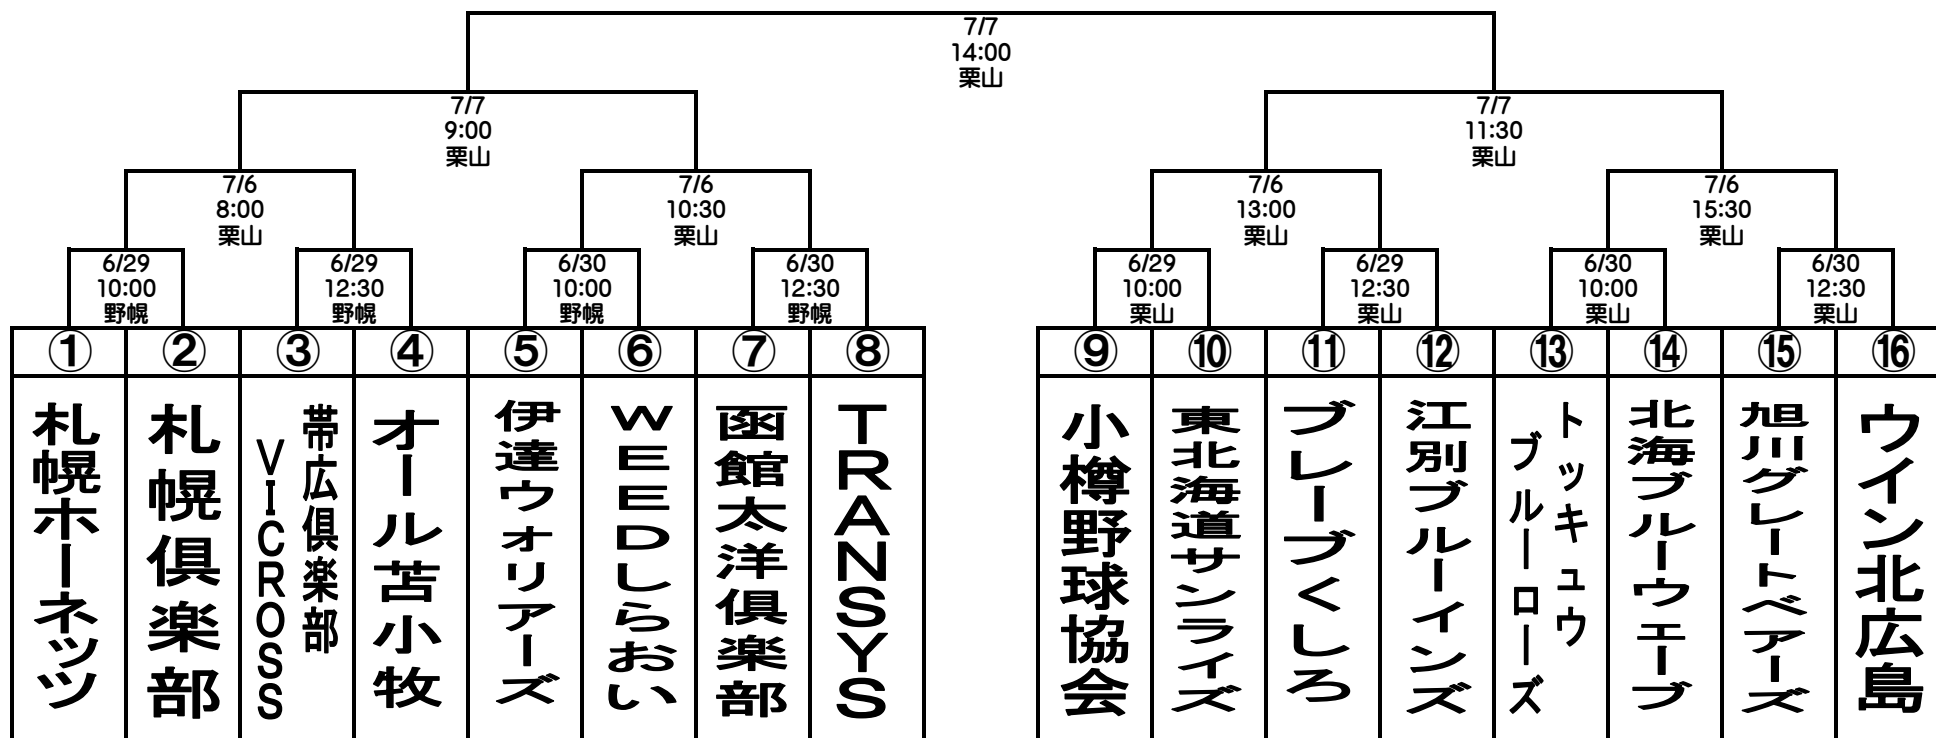 7/7
14:00
栗山
7/7
9:00
栗山
7/7
11:30
栗山
7/6
8:00
栗山
7/6
10:30
栗山
7/6
13:00
栗山
7/6
15:30
栗山
6/29
10:00
野幌
6/29
12:30
野幌
6/30
10:00
野幌
6/30
12:30
野幌
6/29
10:00
栗山
6/29
12:30
栗山
6/30
10:00
栗山
6/30
12:30
栗山
① ② ③ ④ ⑤ ⑥ ⑦ ⑧ ⑨ ⑩ ⑪ ⑫ ⑬ ⑭ ⑮ ⑯
札幌ホーネッツ
札幌倶楽部
帯広倶楽部
VICROSS
オール苫小牧
伊達ウォリアーズ
WEEDしらおい
函館太洋倶楽部
TRANSYS
小樽野球協会
東北海道サンライズ
ブレーブくしろ
江別ブルーインズ
トッキュウ
ブルーローズ
北海ブルーウエーブ
旭川グレートベアーズ
ウイン北広島